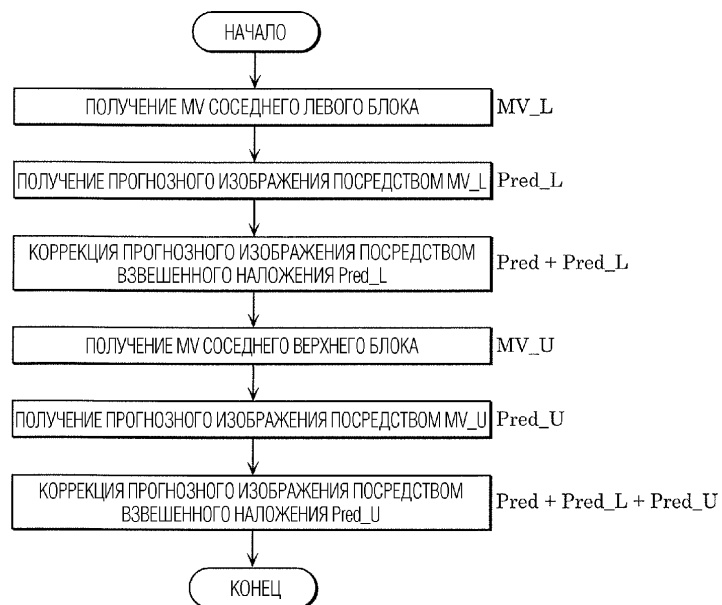 НАЧАЛО
ПОЛУЧЕНИЕ MV СОСЕДНЕГО ЛЕВОГО БЛОКА
MV_L
ПОЛУЧЕНИЕ ПРОГНОЗНОГО ИЗОБРАЖЕНИЯ ПОСРЕДСТВОМ MV_L
Pred_L
КОРРЕКЦИЯ ПРОГНОЗНОГО ИЗОБРАЖЕНИЯ ПОСРЕДСТВОМ
ВЗВЕШЕННОГО НАЛОЖЕНИЯ Pred_L
Pred + Pred_L
ПОЛУЧЕНИЕ MV СОСЕДНЕГО ВЕРХНЕГО БЛОКА
MV_U
ПОЛУЧЕНИЕ ПРОГНОЗНОГО ИЗОБРАЖЕНИЯ ПОСРЕДСТВОМ MV_U
Pred_U
КОРРЕКЦИЯ ПРОГНОЗНОГО ИЗОБРАЖЕНИЯ ПОСРЕДСТВОМ
ВЗВЕШЕННОГО НАЛОЖЕНИЯ Pred_U
Pred + Pred_L + Pred_U
КОНЕЦ